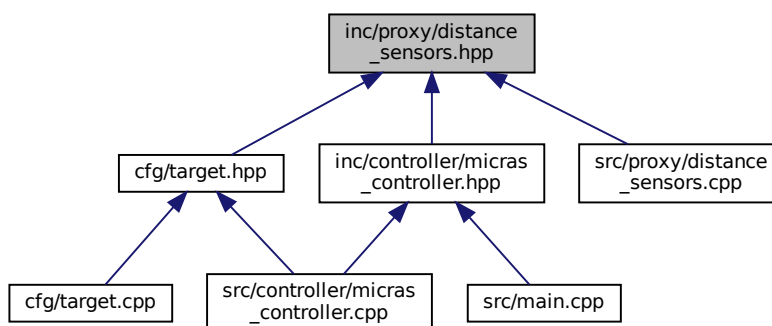 inc/proxy/distance
_sensors.hpp
cfg/target.hpp
inc/controller/micras
_controller.hpp
src/proxy/distance
_sensors.cpp
cfg/target.cpp
src/controller/micras
_controller.cpp
src/main.cpp